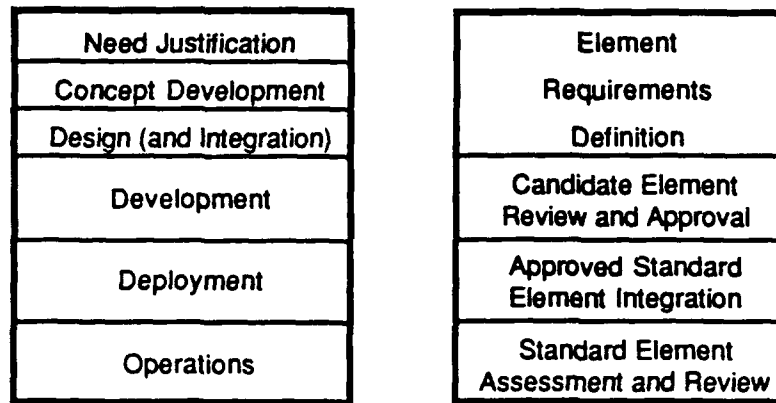 Need Justification
Concept Development
Design (and Integration)
Development
Deployment
Operations
Element
Requirements
Definition
Candidate Element
Review and Approval
Approved Standard
Element Integration
Standard Element
Assessment and Review